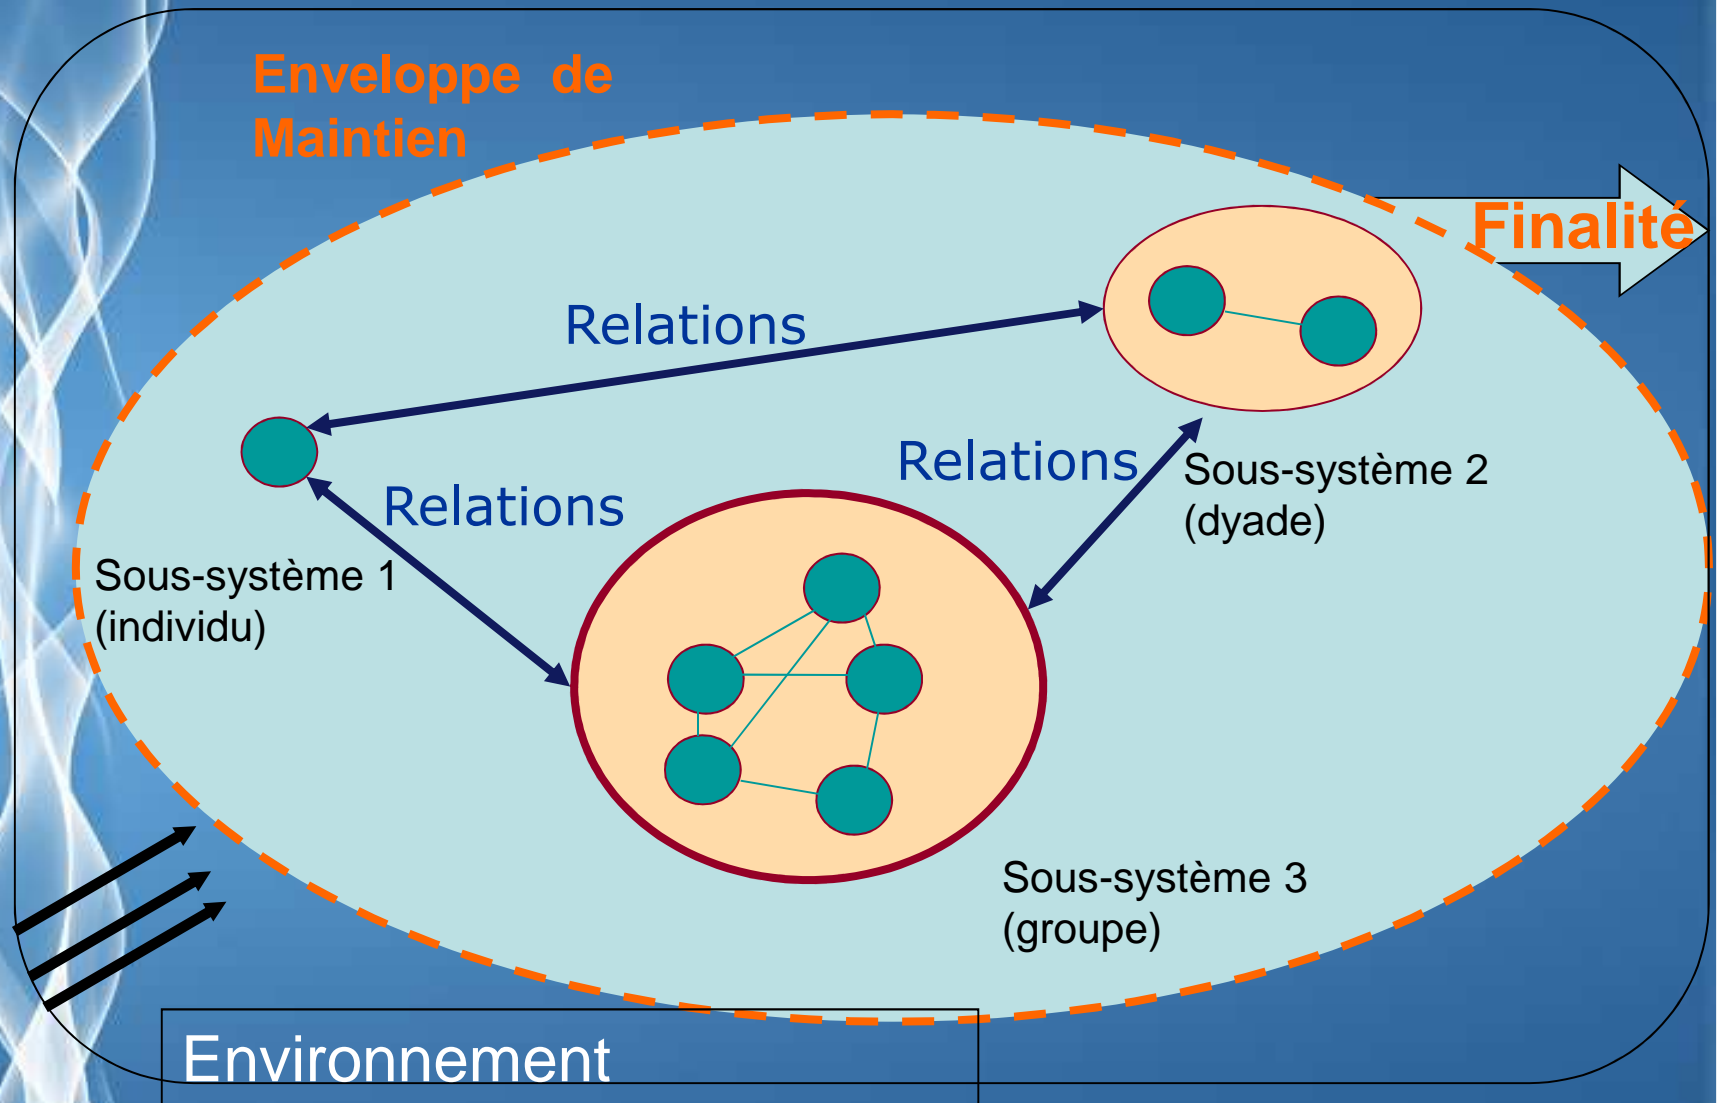 Enveloppe de
Maintien
Finalité
Relations
Relations
Sous-système 2
(dyade)
Relations
Sous-système 1
(individu)
Sous-système 3
(groupe)
Environnement